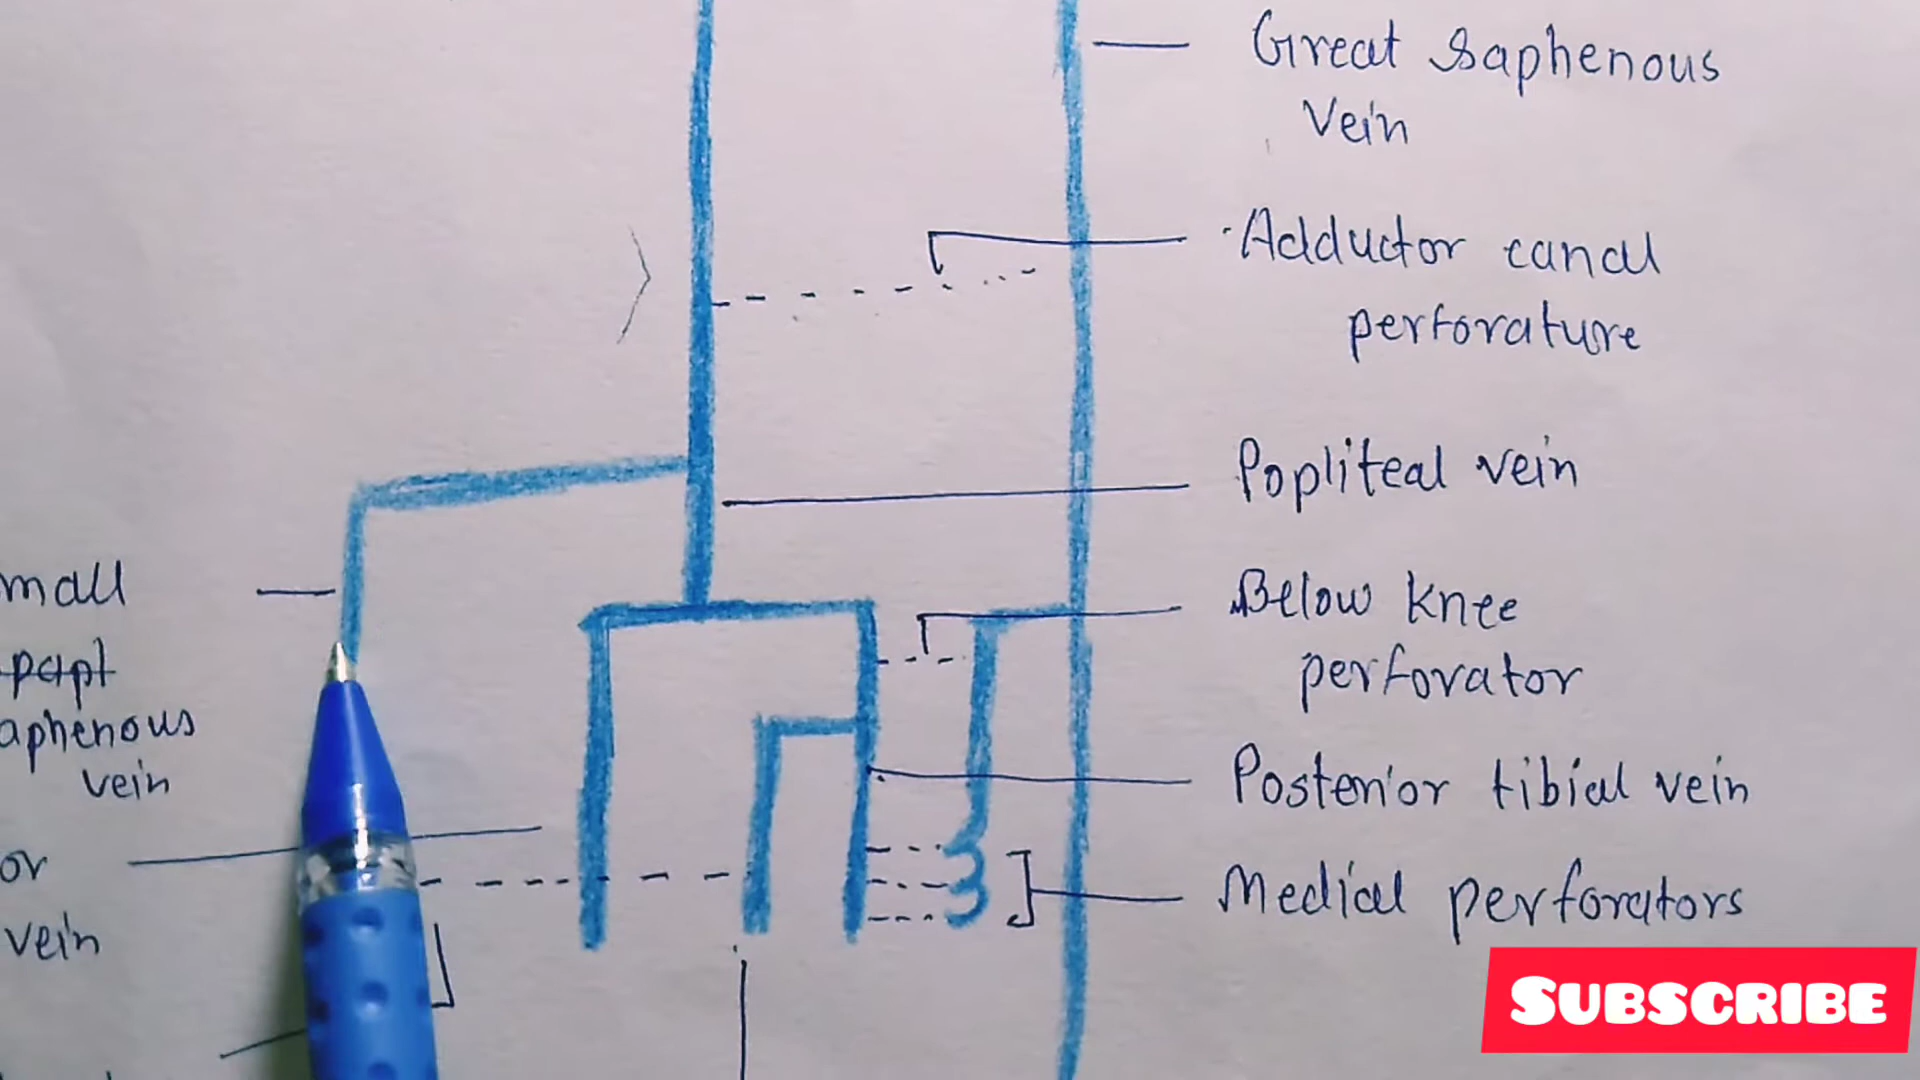 Great saphenous
Vein
Adductor canal
perforature
Popliteal vein
Below knee
perforator
Posterior tibial vein
Medial perforators
mall
papt
aphenous
vein
or
vein
SUBSCRIBE